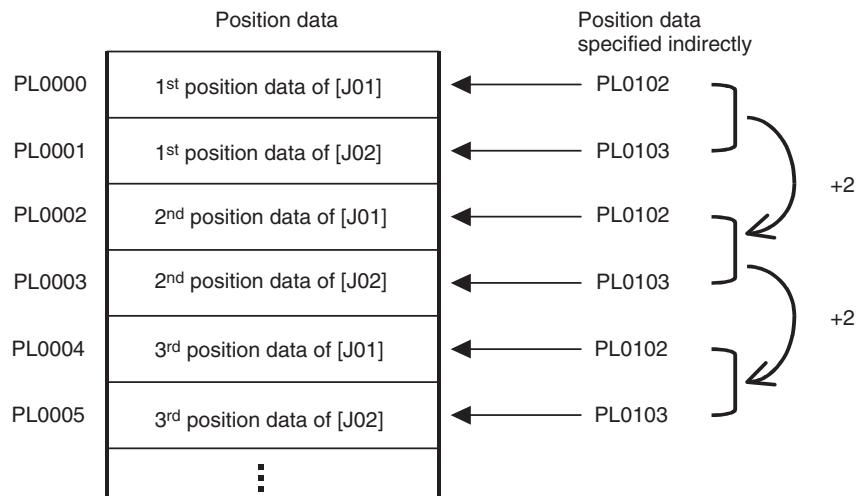 Position data
Position data
specified indirectly
PL0000 1st position data of [J01] PL0102
PL0001 1st position data of [J02] PL0103
+2
PL0002 2nd position data of [J01] PL0102
PL0003 2nd position data of [J02] PL0103
+2
PL0004 3rd position data of [J01] PL0102
PL0005 3rd position data of [J02] PL0103